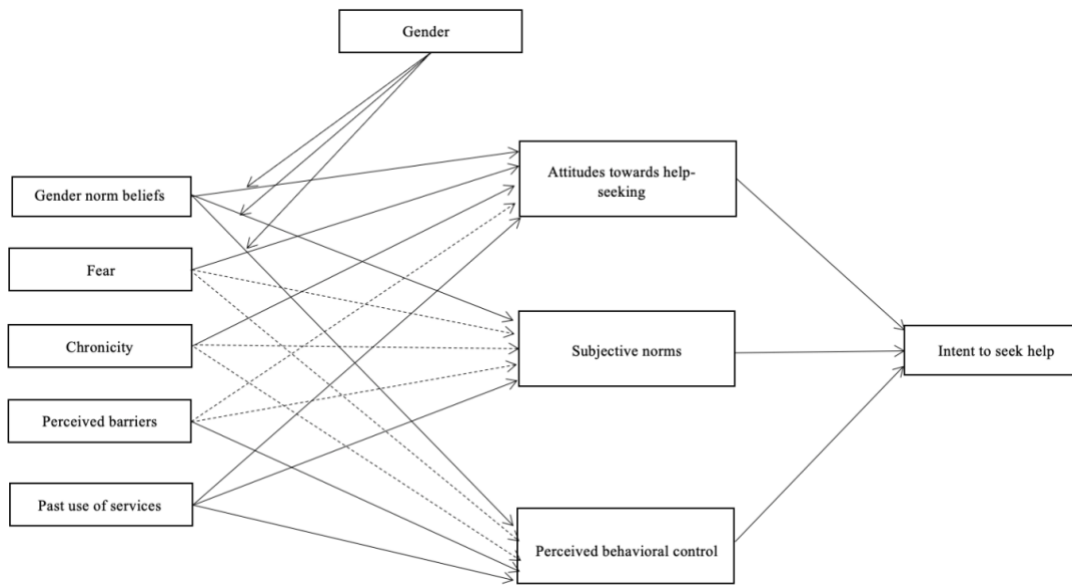 Gender
Gender norm beliefs
Fear
Chronicity
Perceived barriers
Past use of services
Attitudes towards help-
seeking
Subjective norms
Perceived behavioral control
Intent to seek help